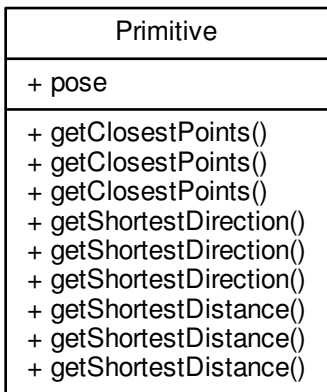 Primitive
+ pose
+ getClosestPoints()
+ getClosestPoints()
+ getClosestPoints()
+ getShortestDirection()
+ getShortestDirection()
+ getShortestDirection()
+ getShortestDistance()
+ getShortestDistance()
+ getShortestDistance()